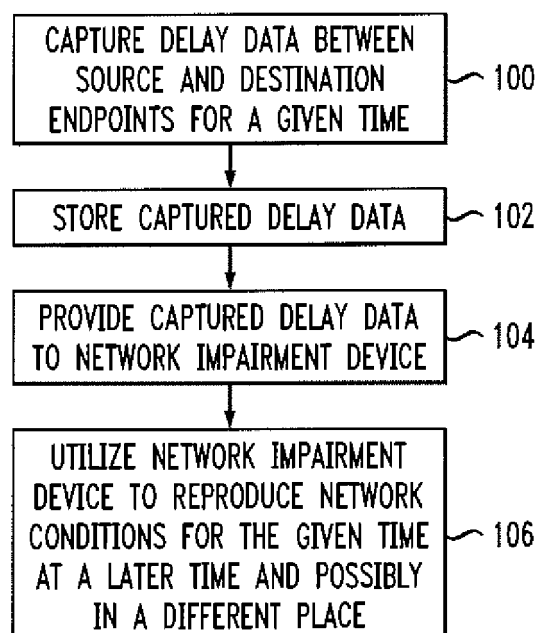 CAPTURE DELAY DATA BETWEEN
SOURCE AND DESTINATION
ENDPOINTS FOR A GIVEN TIME
100
STORE CAPTURED DELAY DATA
102
PROVIDE CAPTURED DELAY DATA
TO NETWORK IMPAIRMENT DEVICE
104
UTILIZE NETWORK IMPAIRMENT
DEVICE TO REPRODUCE NETWORK
CONDITIONS FOR THE GIVEN TIME
AT A LATER TIME AND POSSIBLY
IN A DIFFERENT PLACE
106